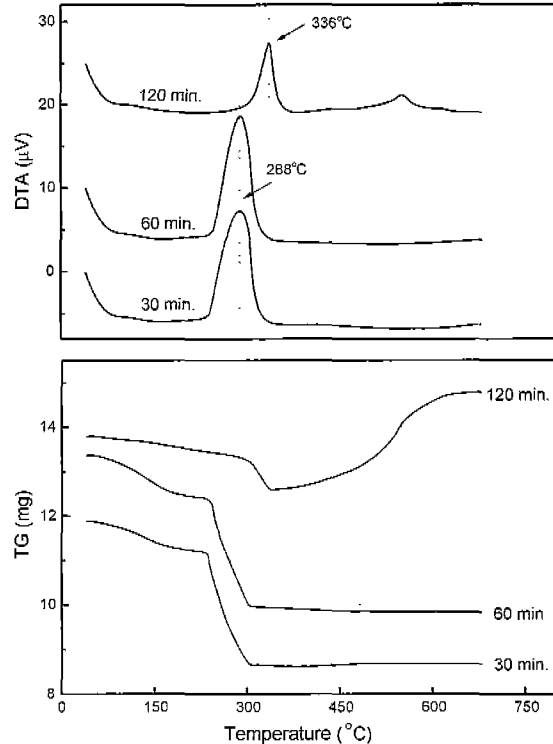 30
20
10
0
DTA (μV)
336°C
120 min.
288°C
60 min.
30 min.
14
12
10
8
TG (mg)
120 min.
60 min
30 min.
0 150 300 450 600 750
Temperature (°C)